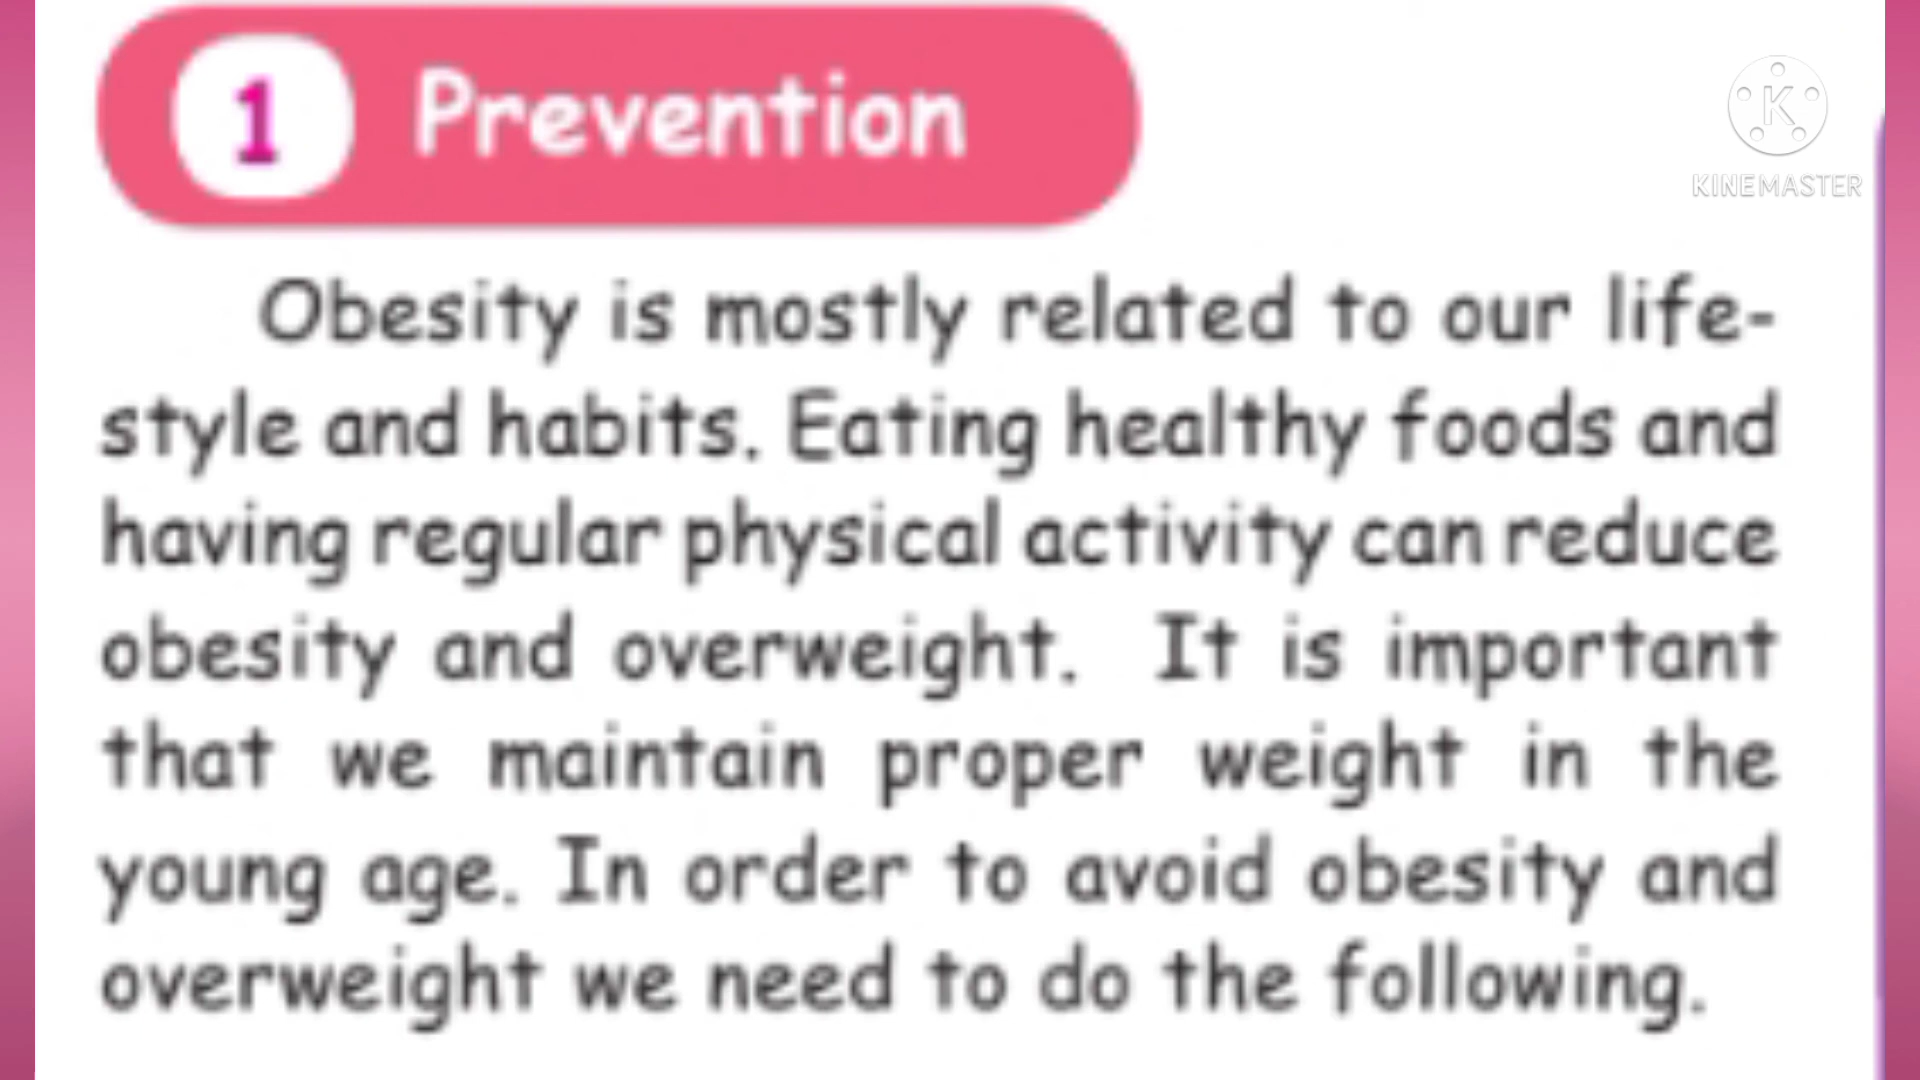 1 Prevention
KINEMASTER
Obesity is mostly related to our life-
style and habits. Eating healthy foods and
having regular physical activity can reduce
obesity and overweight. It is important
that we maintain proper weight in the
young age. In order to avoid obesity and
overweight we need to do the following.